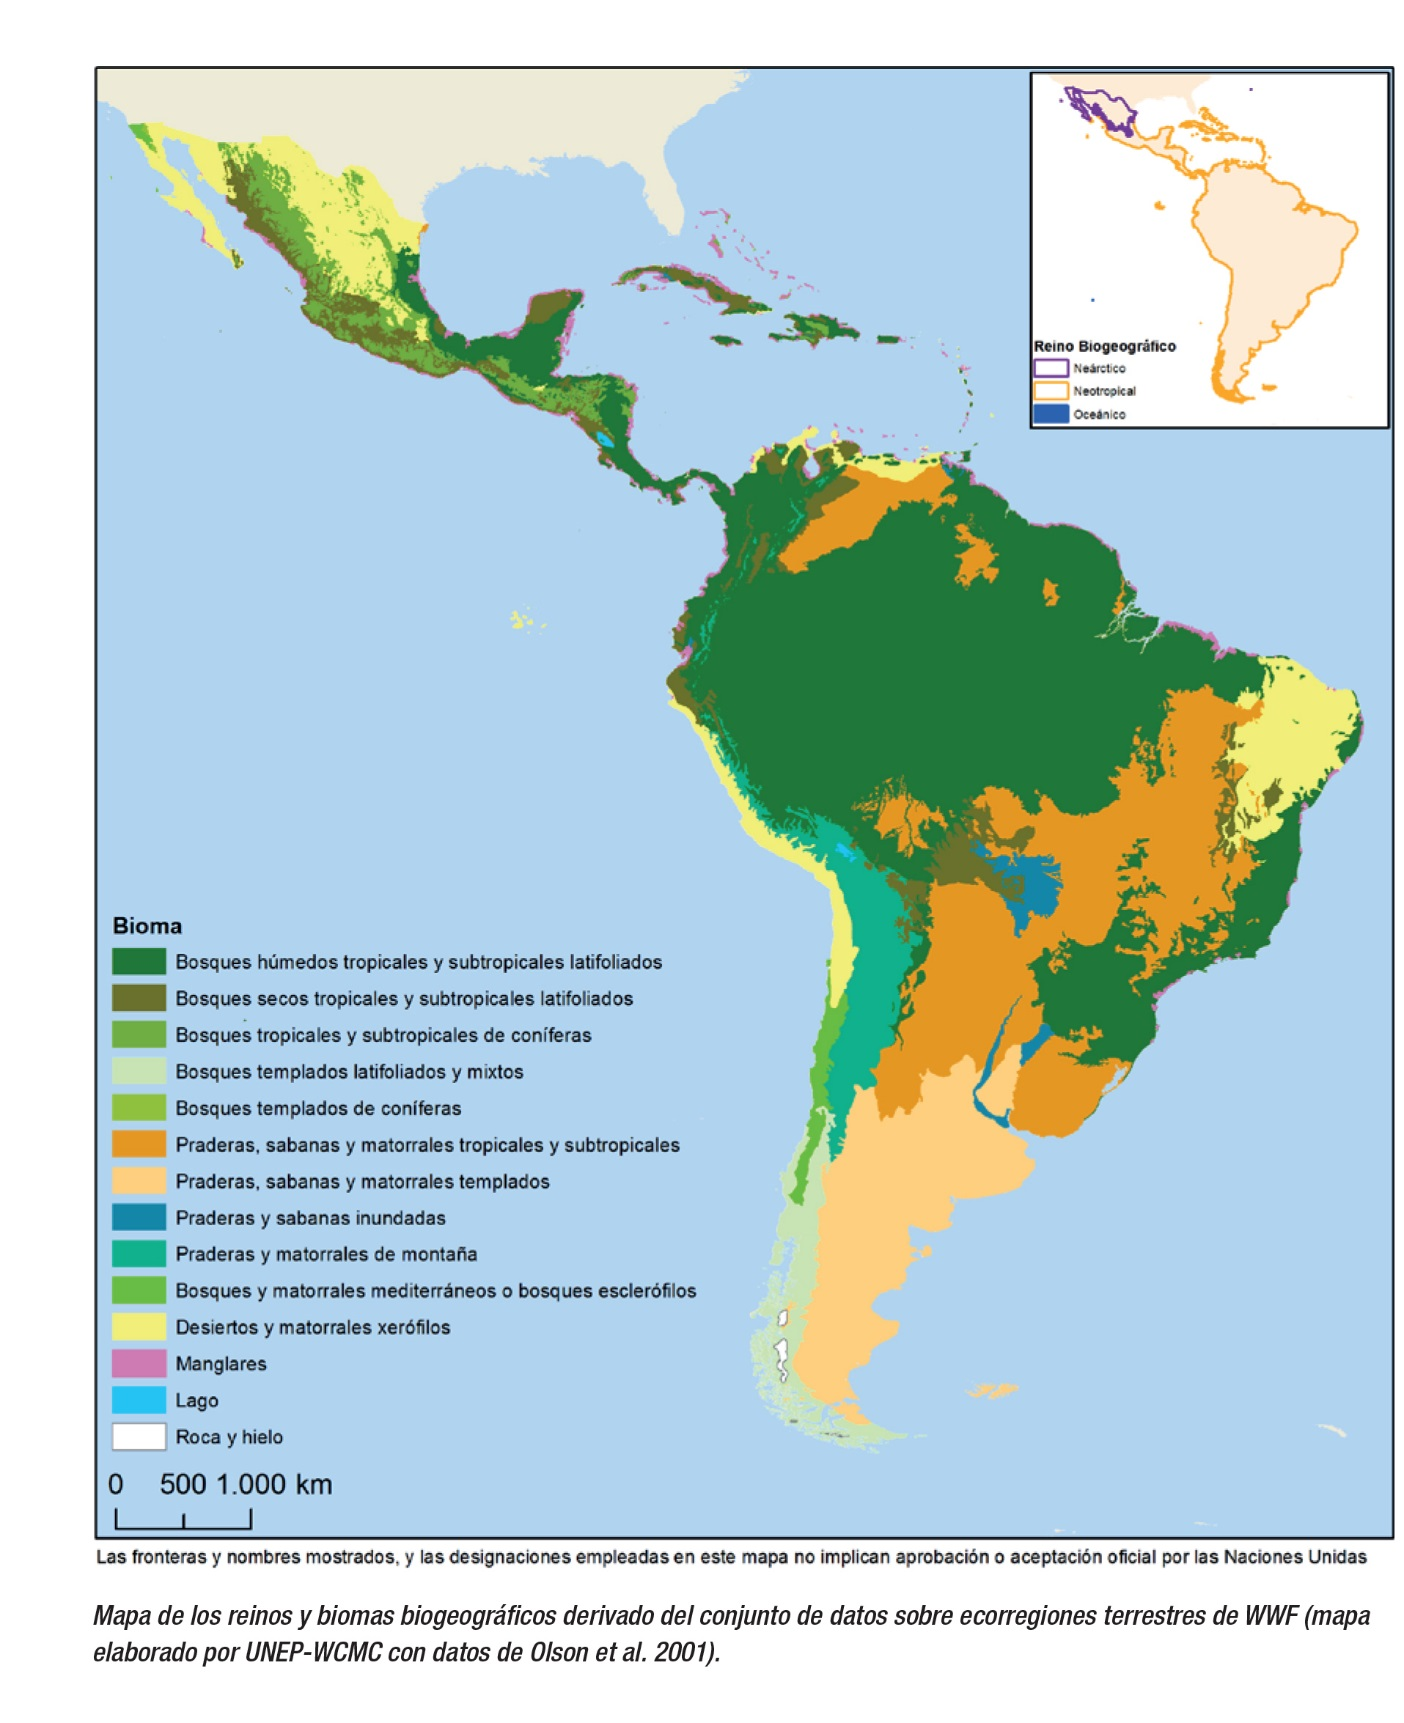 Reino Biogeográfico
Neárctico
Neotropical
Oceánico
Bioma
Bosques húmedos tropicales y subtropicales latifoliados
Bosques secos tropicales y subtropicales latifoliados
Bosques tropicales y subtropicales de coníferas
Bosques templados latifoliados y mixtos
Bosques templados de coníferas
Praderas, sabanas y matorrales tropicales y subtropicales
Praderas, sabanas y matorrales templados
Praderas y sabanas inundadas
Praderas y matorrales de montaña
Bosques y matorrales mediterráneos o bosques esclerófilos
Desiertos y matorrales xerófilos
Manglares
Lago
Roca y hielo
0 500 1.000 km
Las fronteras y nombres mostrados, y las designaciones empleadas en este mapa no implican aprobación o aceptación oficial por las Naciones Unidas
Mapa de los reinos y biomas biogeográficos derivado del conjunto de datos sobre ecorregiones terrestres de WWF (mapa
elaborado por UNEP-WCMC con datos de Olson et al. 2001).